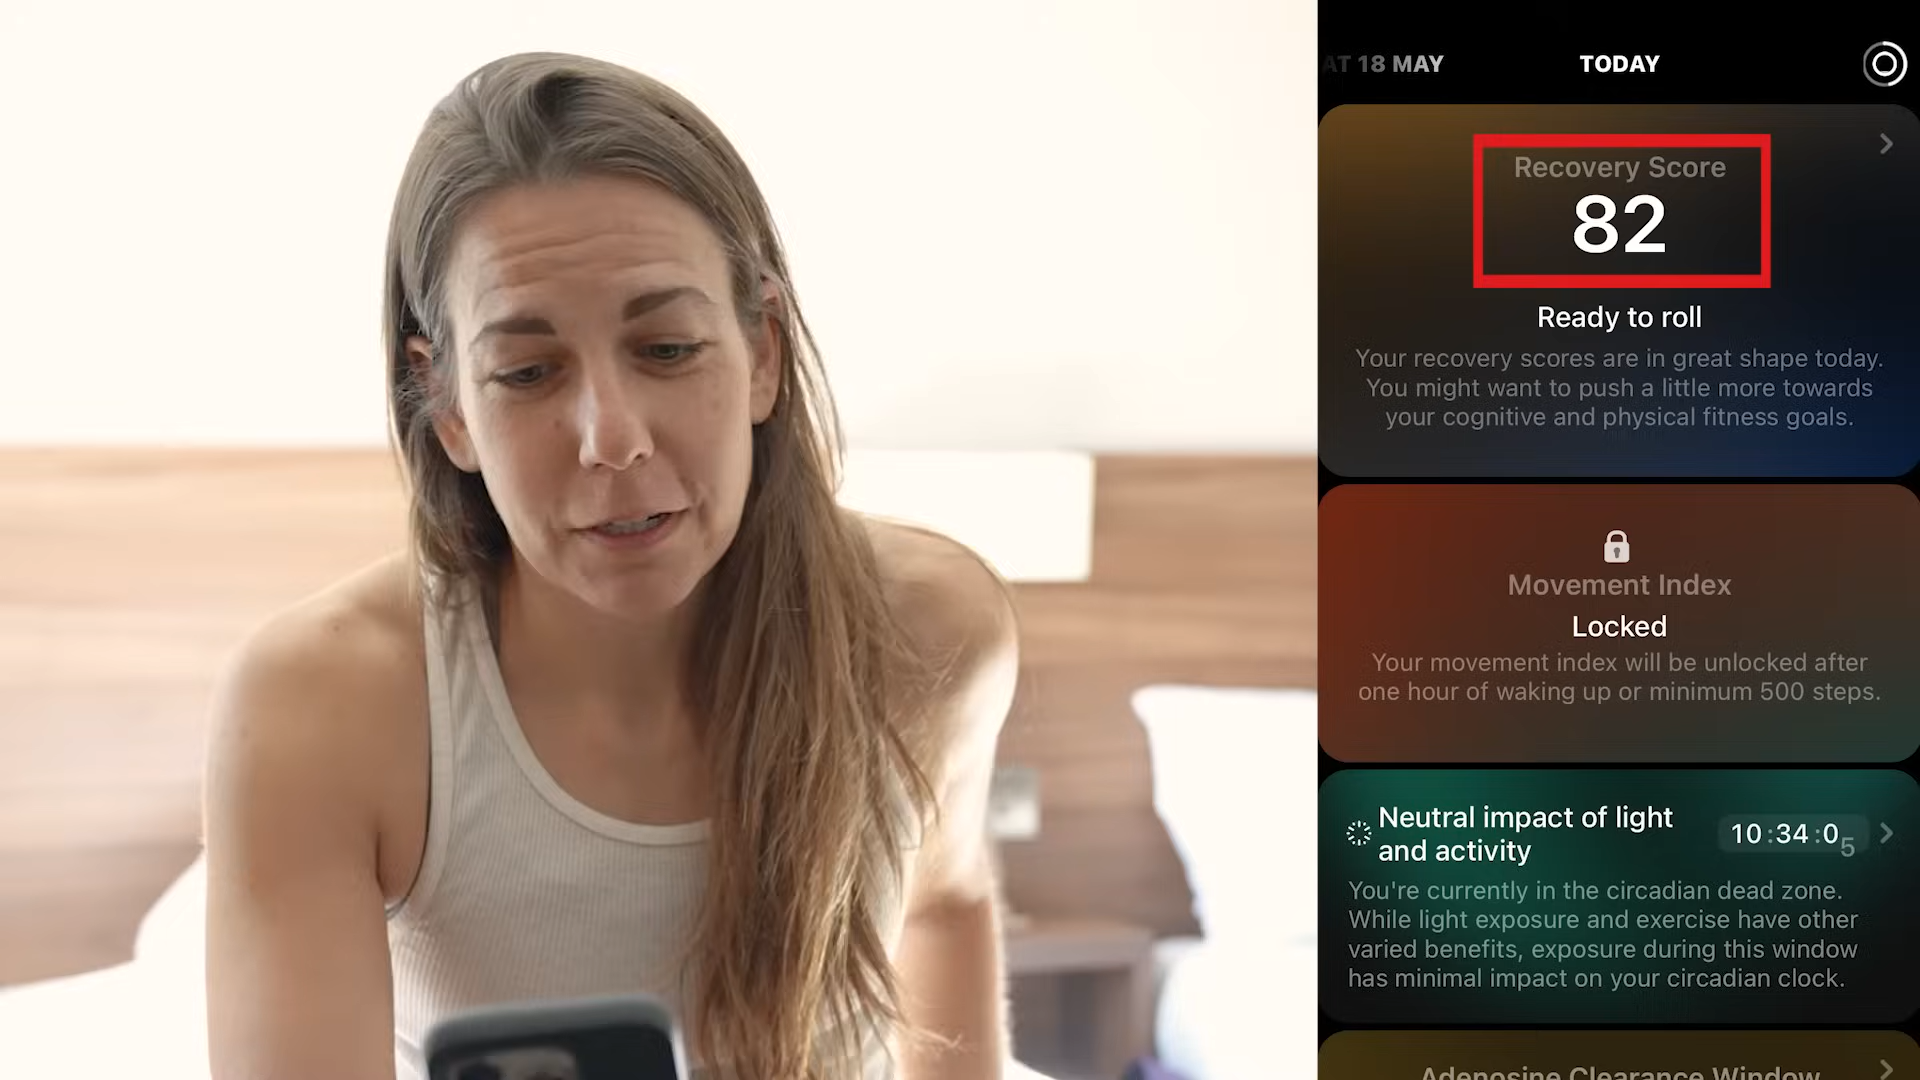 AT 18 MAY
TODAY
Recovery Score
82
Ready to roll
Your recovery scores are in great shape today.
You might want to push a little more towards
your cognitive and physical fitness goals.
Movement Index
Locked
Your movement index will be unlocked after
one hour of waking up or minimum 500 steps.
Neutral impact of light
and activity
10:34:05
You're currently in the circadian dead zone.
While light exposure and exercise have other
varied benefits, exposure during this window
has minimal impact on your circadian clock.
Adenosine Clearance Window